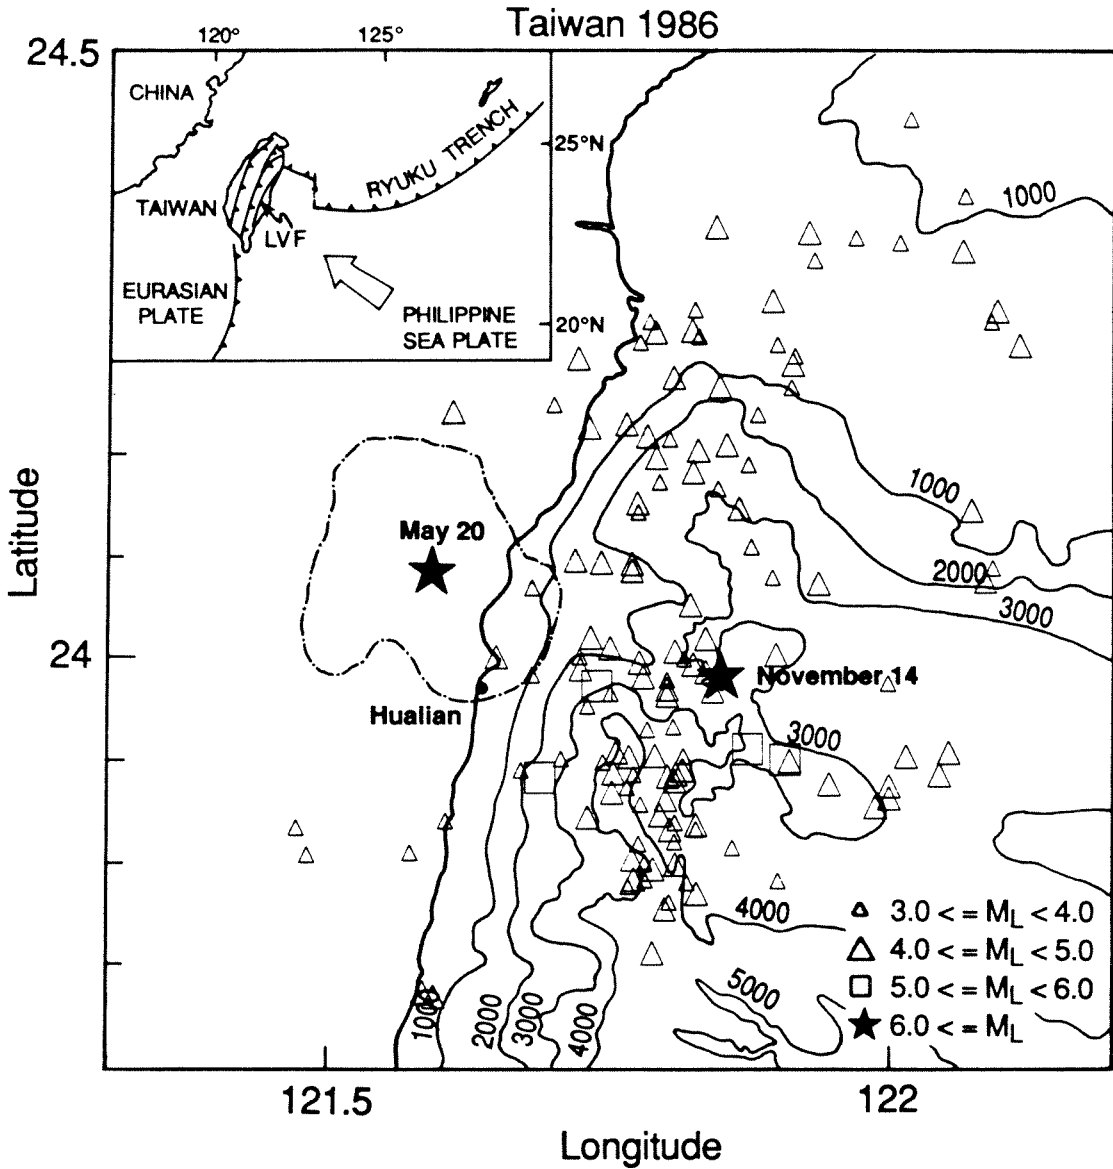 Taiwan 1986
24.5
120°
125°
CHINA
25°N
RYUKU TRENCH
TAIWAN
LVF
EURASIAN
PLATE
PHILIPPINE
SEA PLATE
20°N
1000
Latitude
1000
May 20
2000
3000
24
November 14
Hualian
3000
3.0 < = ML < 4.0
4000
4.0 < = ML < 5.0
5000
5.0 < = ML < 6.0
100
2000
3000
4000
6.0 < = ML
121.5
122
Longitude